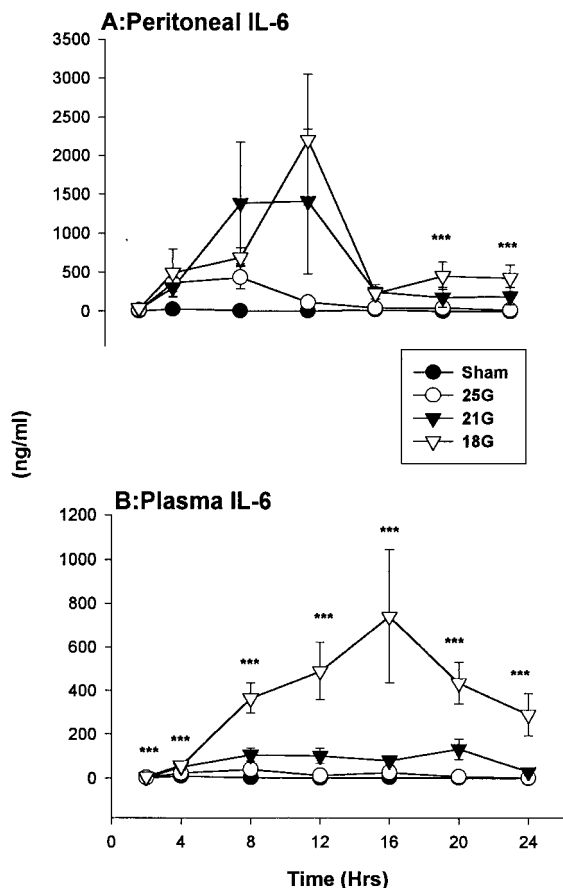 A:Peritoneal IL-6
3500
3000
2500
2000
1500
1000
500
0
*** ***
Sham
25G
21G
18G
(ng/ml)
B:Plasma IL-6
1200
1000
800
600
400
200
0
*** *** *** *** *** *** ***
0 4 8 12 16 20 24
Time (Hrs)